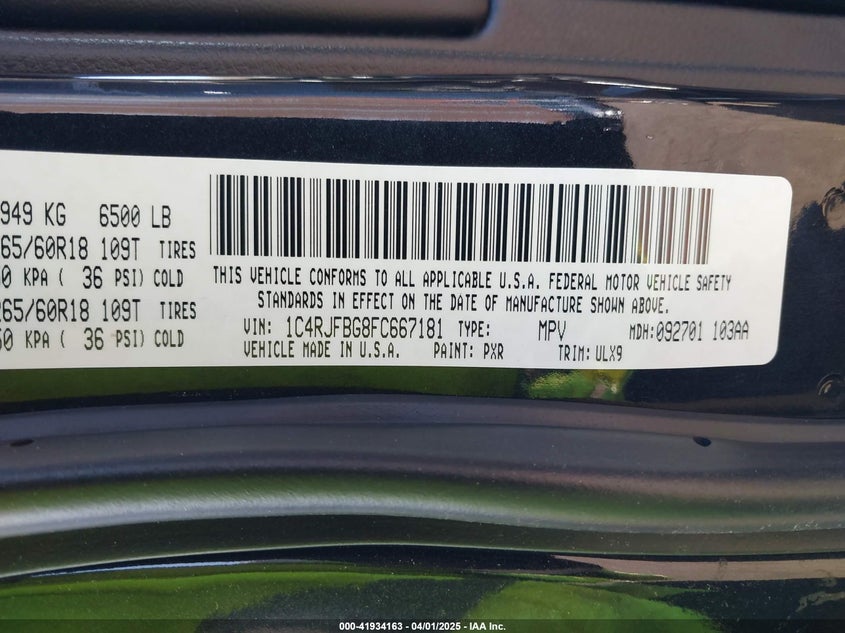 949 KG 6500 LB
65/60R18 109T TIRES
0 KPA ( 36 PSI) COLD
265/60R18 109T TIRES
50 KPA ( 36 PSI) COLD
THIS VEHICLE CONFORMS TO ALL APPLICABLE U.S.A. FEDERAL MOTOR VEHICLE SAFETY
STANDARDS IN EFFECT ON THE DATE OF MANUFACTURE SHOWN ABOVE.
VIN: 1C4RJFBG8FC667181 TYPE: MPV MDH:092701 103AA
VEHICLE MADE IN U.S.A. PAINT: PXR TRIM:ULX9
000-41934163 - 04/01/2025 - IAA Inc.